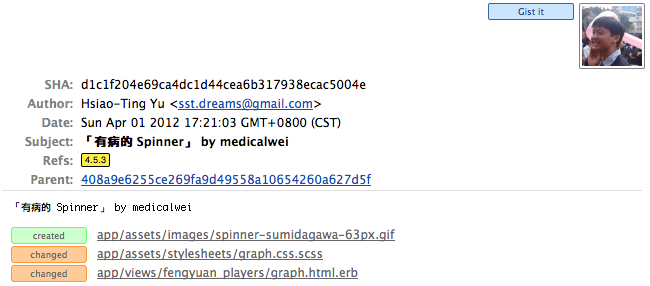 Gist it
SHA: d1c1f204e69ca4dc1d44cea6b317938ecac5004e
Author: Hsiao-Ting Yu <sst.dreams@gmail.com>
Date: Sun Apr 01 2012 17:21:03 GMT+0800 (CST)
Subject: 「有病的 Spinner」 by medicalwei
Refs: 4.5.3
Parent: 408a9e6255ce269fa9d49558a10654260a627d5f
「有病的 Spinner」 by medicalwei
created app/assets/images/spinner-sumidagawa-63px.gif
changed app/assets/stylesheets/graph.css.scss
changed app/views/fengyuan_players/graph.html.erb